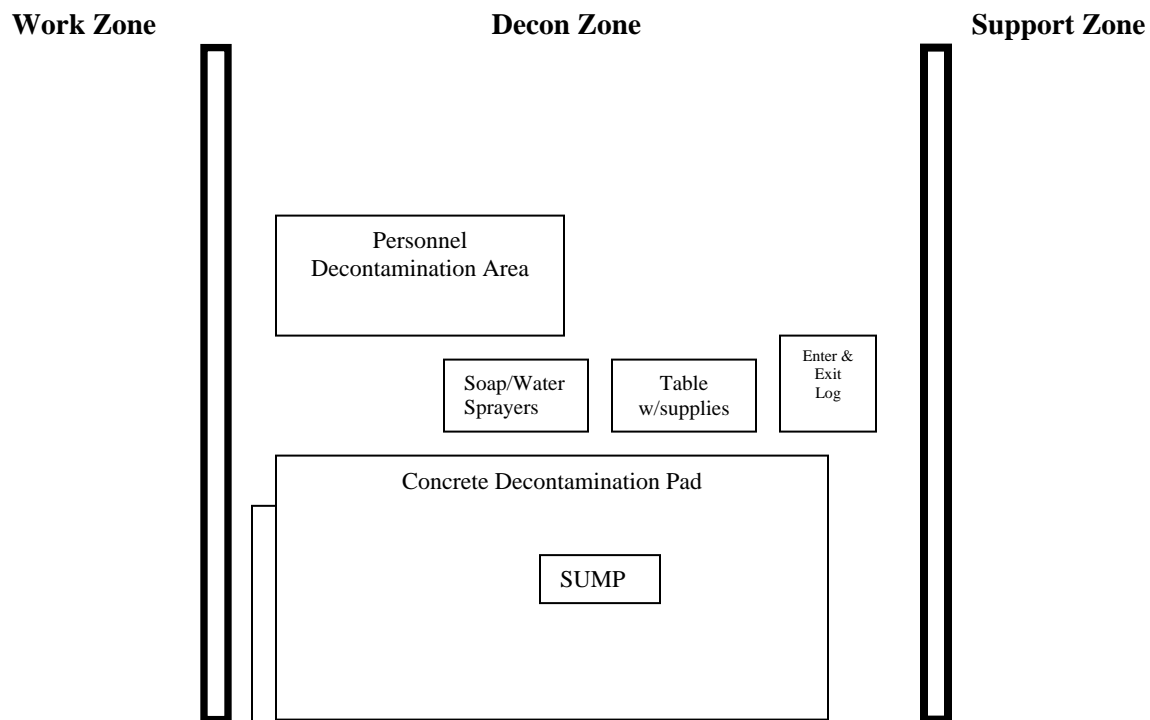 Work Zone
Decon Zone
Support Zone
Personnel
Decontamination Area
Soap/Water
Sprayers
Table
w/supplies
Enter &
Exit
Log
Concrete Decontamination Pad
SUMP